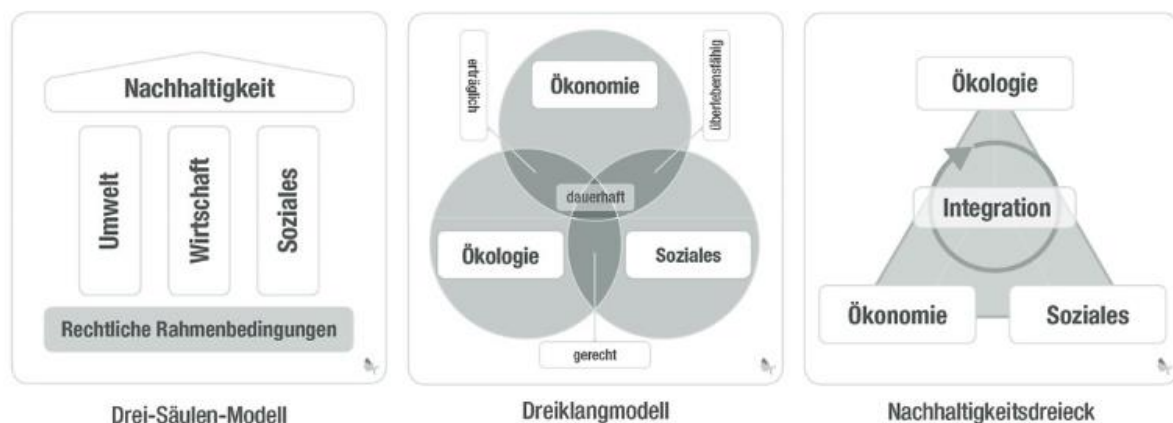 Nachhaltigkeit
Umwelt
Wirtschaft
Soziales
Rechtliche Rahmenbedingungen
Drei-Säulen-Modell
erträglich
Ökonomie
überlebensfähig
dauerhaft
Ökologie
Soziales
gerecht
Dreiklangmodell
Ökologie
Integration
Ökonomie
Soziales
Nachhaltigkeitsdreieck